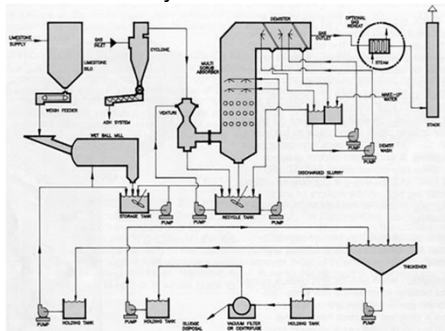 LIMESTONE
SUPPLY
GAS
INLET
CYCLONE
LIMESTONE
SILO
WEIGH FEEDER
ASH SYSTEM
DEMISTER
MULTI
SCRUB
ABSORBER
GAS
OUTLET
OPTIONAL
GAS
REHEAT
STEAM
MAKE-UP
WATER
STACK
VENTURI
WET BALL MILL
PUMP
DEMIST
WASH
PUMP
STORAGE TANK
PUMP
PUMP
RECYCLE TANK
PUMP
DISCHARGED SLURRY
THICKENER
PUMP
HOLDING TANK
PUMP
HOLDING TANK
SLUDGE
DISPOSAL
VACUUM FILTER
OR CENTRIFUGE
HOLDING TANK
PUMP